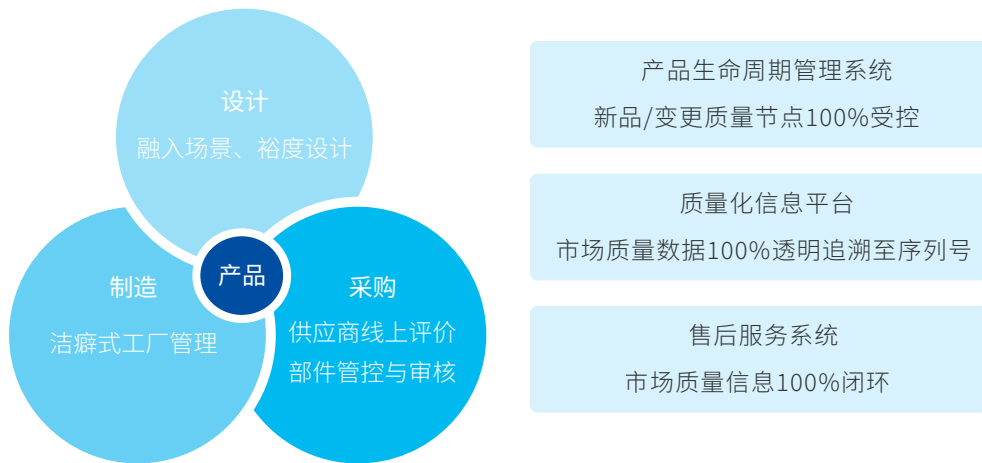 设计
融入场景、裕度设计
产品
制造
洁癖式工厂管理
采购
供应商线上评价
部件管控与审核
产品生命周期管理系统
新品/变更质量节点100%受控
质量化信息平台
市场质量数据100%透明追溯至序列号
售后服务系统
市场质量信息100%闭环